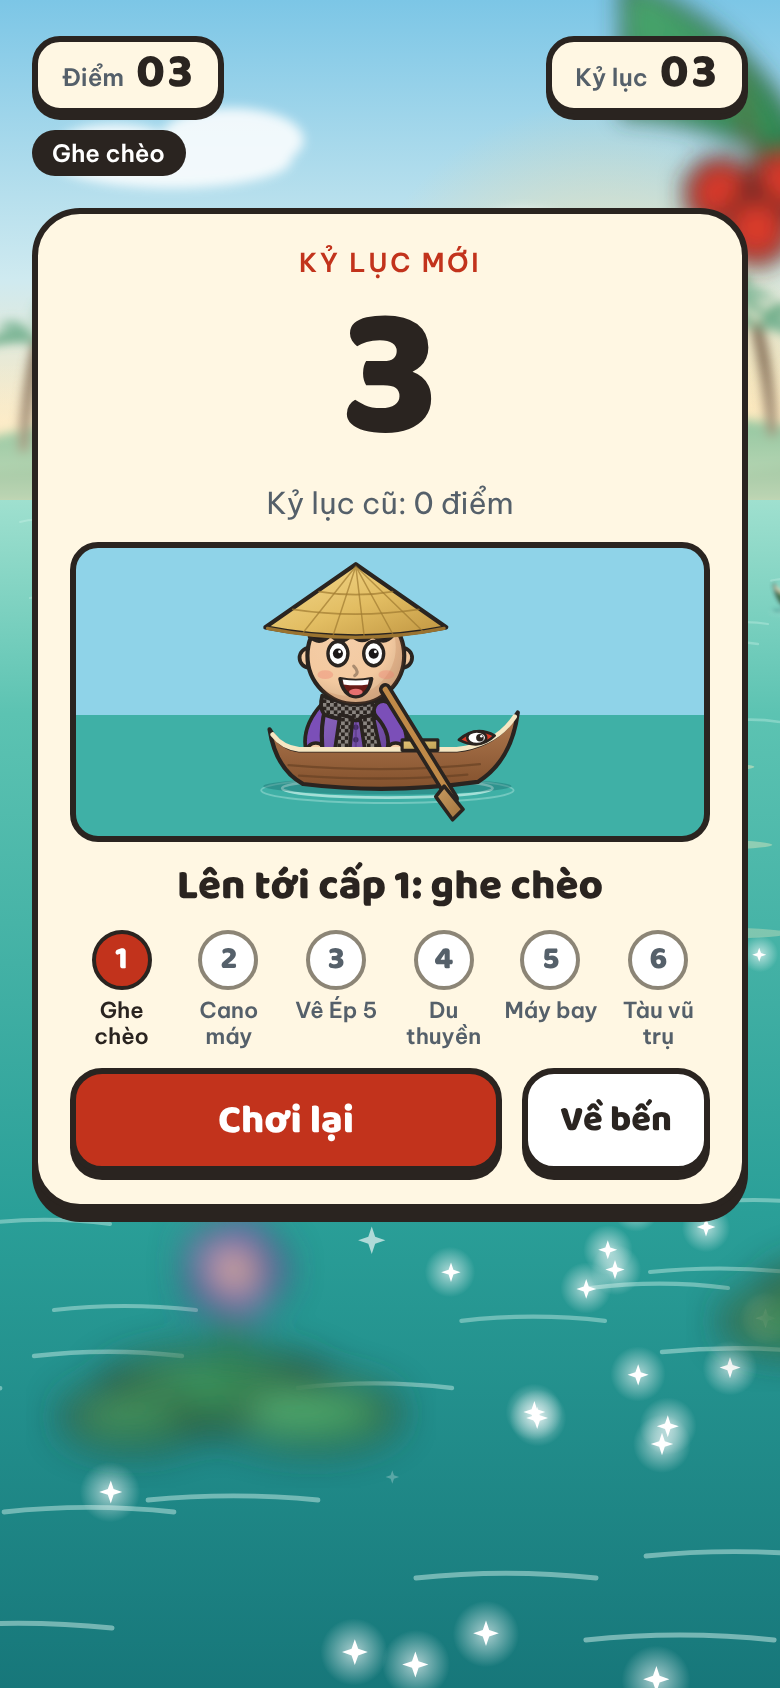 Điểm 03
Kỷ lục 03
Ghe chèo
KỶ LỤC MỚI
3
Kỷ lục cũ: 0 điểm
Lên tới cấp 1: ghe chèo
1 2 3 4 5 6
Ghe chèo
Cano máy
Vê Ép 5
Du thuyền
Máy bay
Tàu vũ trụ
Chơi lại
Về bến